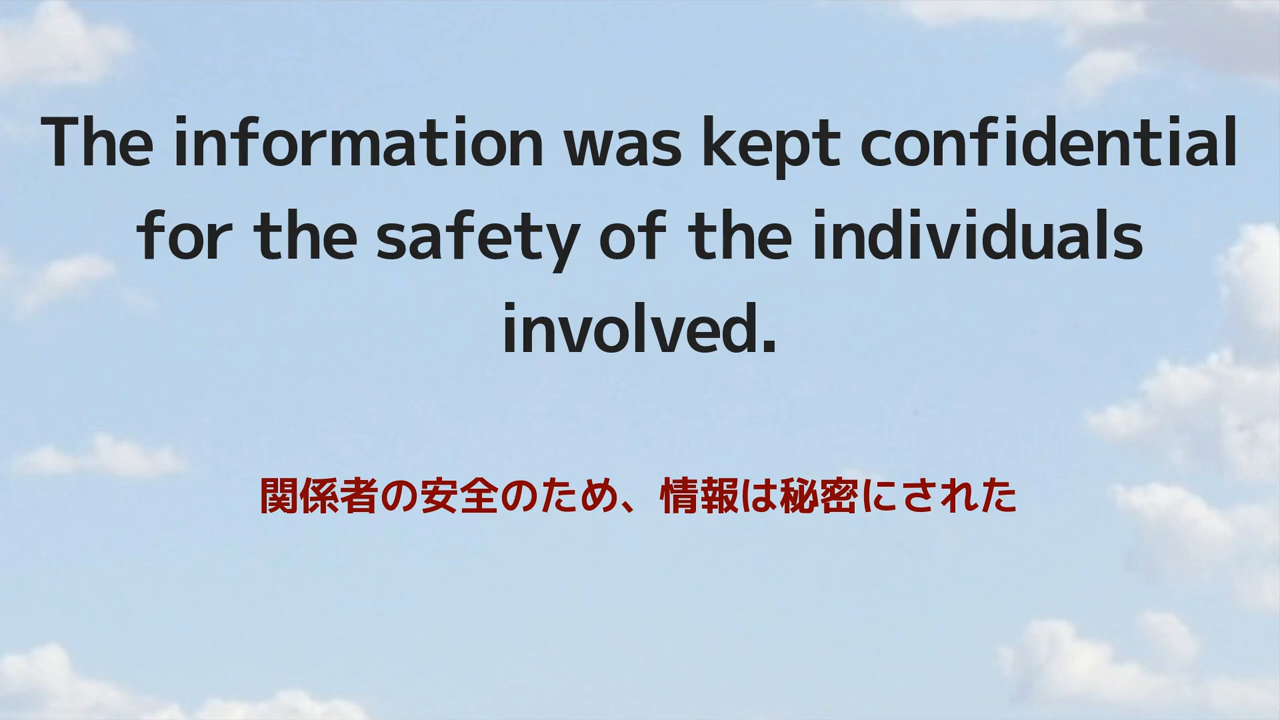 The information was kept confidential
for the safety of the individuals
involved.
関係者の安全のため、情報は秘密にされた